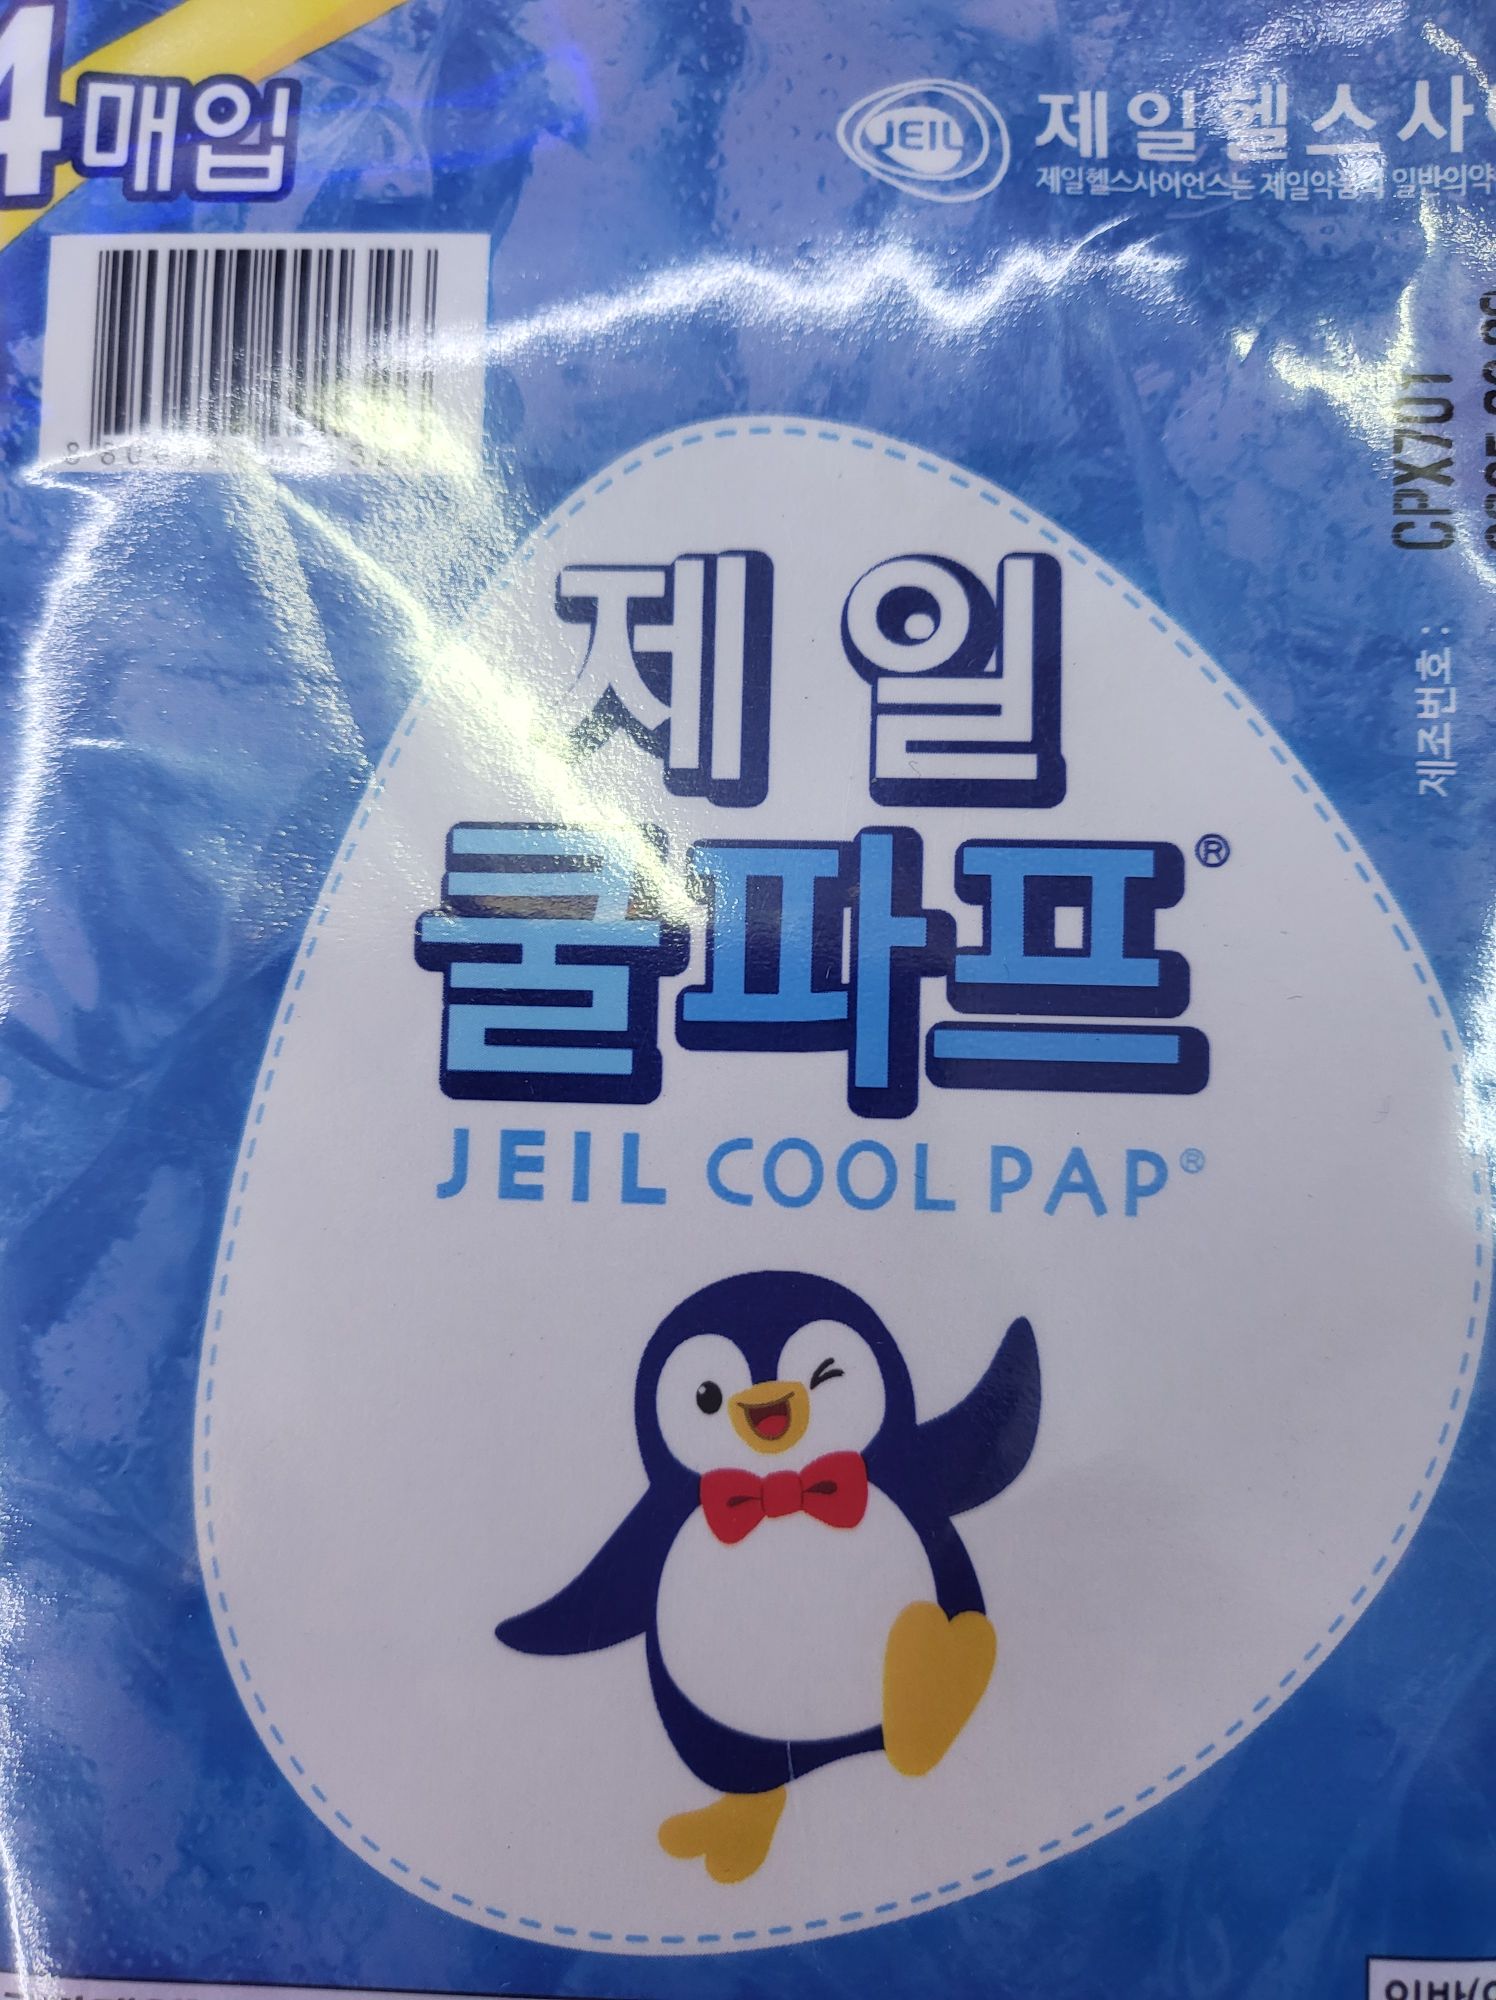 4매입
JEIL
제일헬스사
제일헬스사이언스는 제일약품의 일반의약
제일
쿨파프®
JEIL COOL PAP®
제조번호:
CPX701